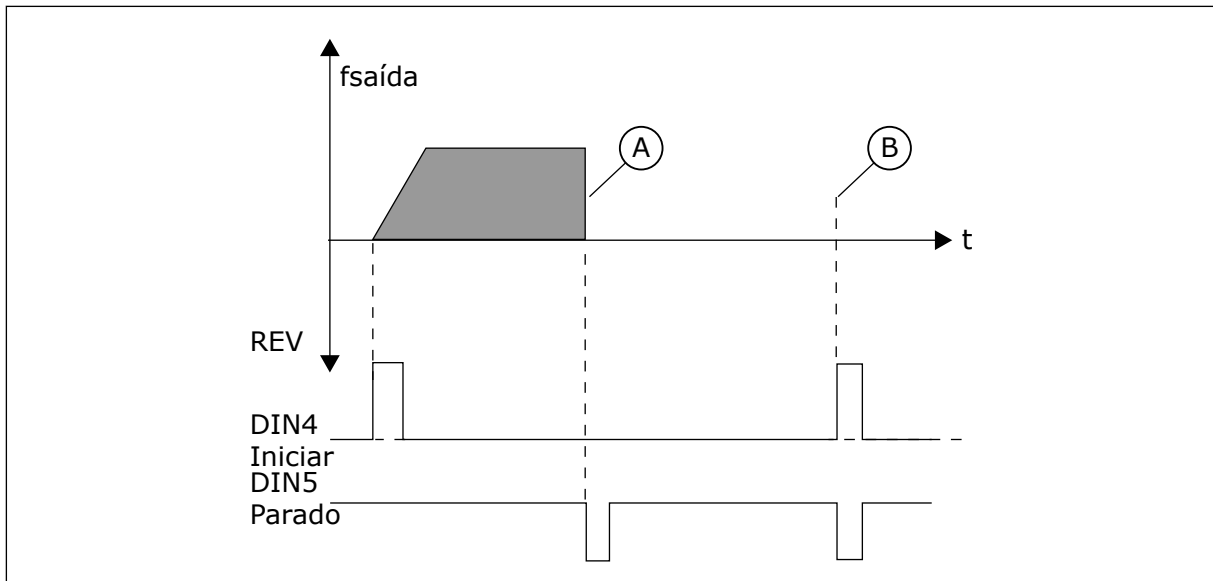 fsaída
A
B
t
REV
DIN4
Iniciar
DIN5
Parado